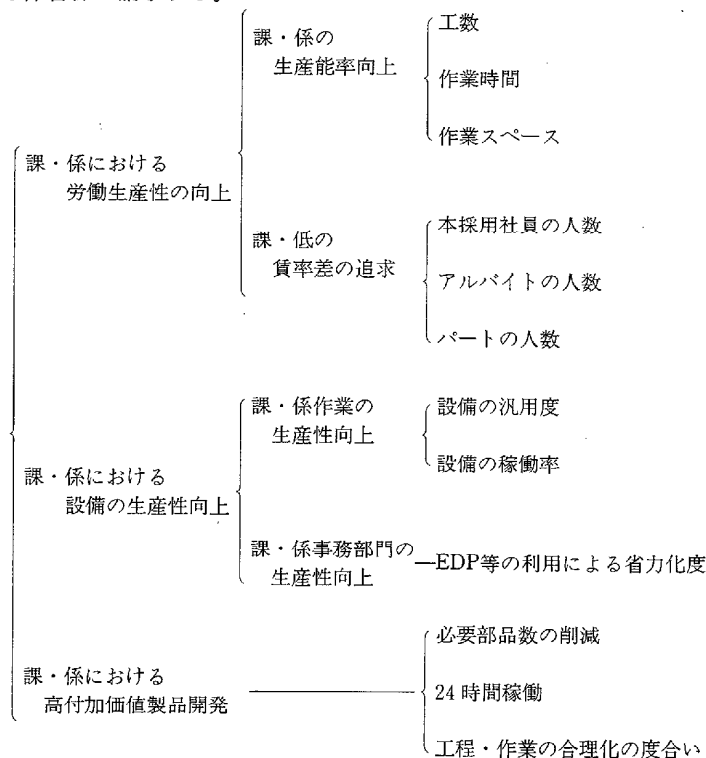 課・係の
生産能率向上
工数
作業時間
作業スペース
課・係における
労働生産性の向上
課・低の
賃率差の追求
本採用社員の人数
アルバイトの人数
パートの人数
課・係作業の
生産性向上
設備の汎用度
設備の稼働率
課・係における
設備の生産性向上
課・係事務部門の
生産性向上
EDP等の利用による省力化度
課・係における
高付加価値製品開発
必要部品数の削減
24時間稼働
工程・作業の合理化の度合い